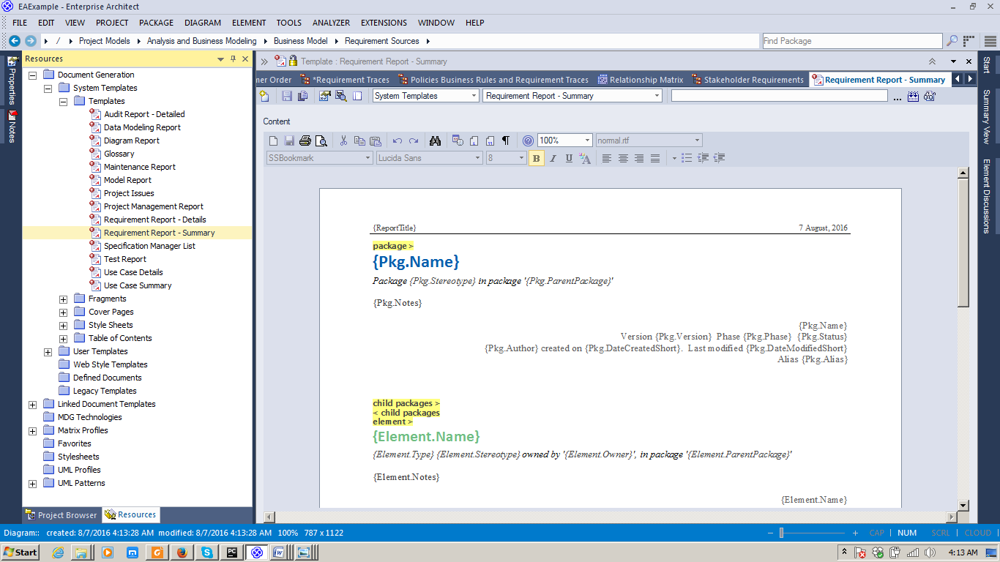 EAExample - Enterprise Architect
FILE EDIT VIEW PROJECT PACKAGE DIAGRAM ELEMENT TOOLS ANALYZER EXTENSIONS WINDOW HELP
/ Project Models Analysis and Business Modeling Business Model Requirement Sources Find Package
Resources
Template : Requirement Report - Summary
mer Order *Requirement Traces Policies Business Rules and Requirement Traces Relationship Matrix Stakeholder Requirements Requirement Report - Summary
System Templates Requirement Report - Summary ...
Content
100% normal.rtf
SSBookmark Lucida Sans 8 B I U
Properties
Notes
Document Generation
System Templates
Templates
Audit Report - Detailed
Data Modeling Report
Diagram Report
Glossary
Maintenance Report
Model Report
Project Issues
Project Management Report
Requirement Report - Details
Requirement Report - Summary
Specification Manager List
Test Report
Use Case Details
Use Case Summary
Fragments
Cover Pages
Style Sheets
Table of Contents
User Templates
Web Style Templates
Defined Documents
Legacy Templates
Linked Document Templates
MDG Technologies
Matrix Profiles
Favorites
Stylesheets
UML Profiles
UML Patterns
Project Browser Resources
{ReportTitle} 7 August, 2016
package >
{Pkg.Name}
Package {Pkg.Stereotype} in package '{Pkg.ParentPackage}'
{Pkg.Notes}
{Pkg.Name}
Version {Pkg.Version} Phase {Pkg.Phase} {Pkg.Status}
{Pkg.Author} created on {Pkg.DateCreatedShort}. Last modified {Pkg.DateModifiedShort}
Alias {Pkg.Alias}
child packages >
< child packages
element >
{Element.Name}
{Element.Type} {Element.Stereotype} owned by '{Element.Owner}', in package '{Element.ParentPackage}'
{Element.Notes}
{Element.Name}
Start
Summary View
Element Discussions
Diagram:: created: 8/7/2016 4:13:28 AM modified: 8/7/2016 4:13:28 AM 100% 787 x 1122 CAP NUM SCRL CLOUD
Start 4:13 AM